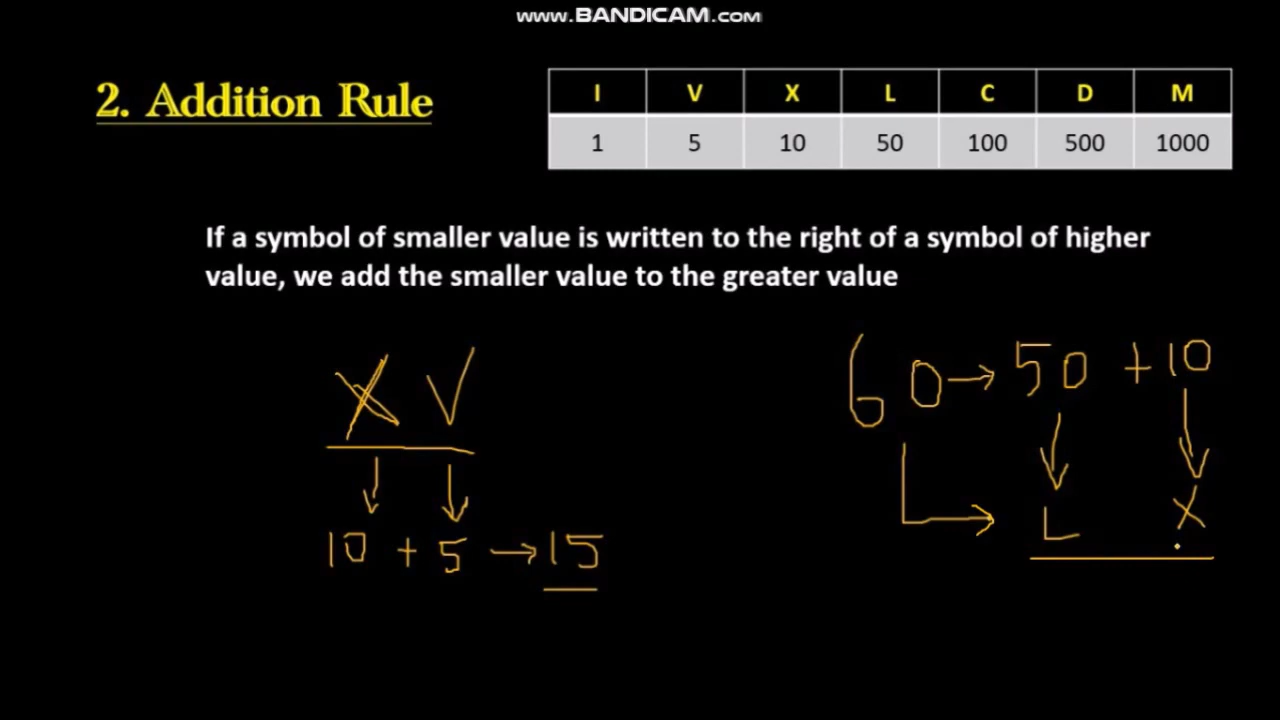 www.BANDICAM.com
2. Addition Rule
I V X L C D M
1 5 10 50 100 500 1000
If a symbol of smaller value is written to the right of a symbol of higher
value, we add the smaller value to the greater value
X V
10 + 5 → 15
60 → 50 + 10
L X